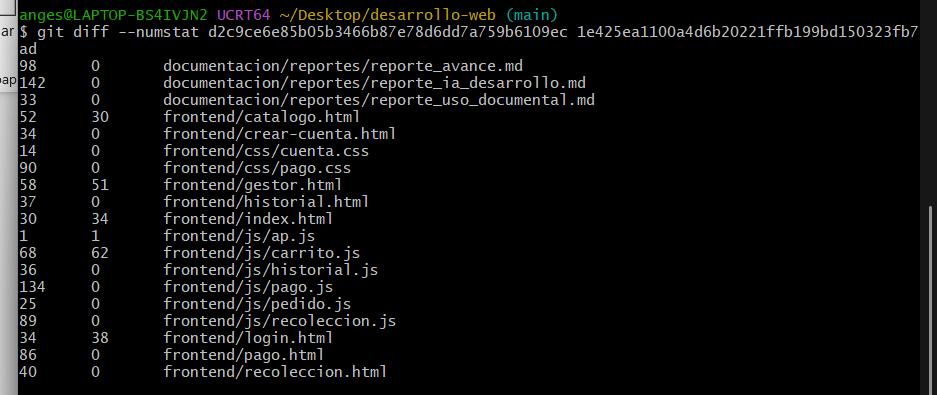 anges@LAPTOP-BS4IVJN2 UCRT64 ~/Desktop/desarrollo-web (main)
$ git diff --numstat d2c9ce6e85b05b3466b87e78d6dd7a759b6109ec 1e425ea1100a4d6b20221ffb199bd150323fb7
ad
98 0 documentacion/reportes/reporte_avance.md
142 0 documentacion/reportes/reporte_ia_desarrollo.md
33 0 documentacion/reportes/reporte_uso_documental.md
52 30 frontend/catalogo.html
34 0 frontend/crear-cuenta.html
14 0 frontend/css/cuenta.css
90 0 frontend/css/pago.css
58 51 frontend/gestor.html
37 0 frontend/historial.html
30 34 frontend/index.html
1 1 frontend/js/ap.js
68 62 frontend/js/carrito.js
36 0 frontend/js/historial.js
134 0 frontend/js/pago.js
25 0 frontend/js/pedido.js
89 0 frontend/js/recoleccion.js
34 38 frontend/login.html
86 0 frontend/pago.html
40 0 frontend/recoleccion.html